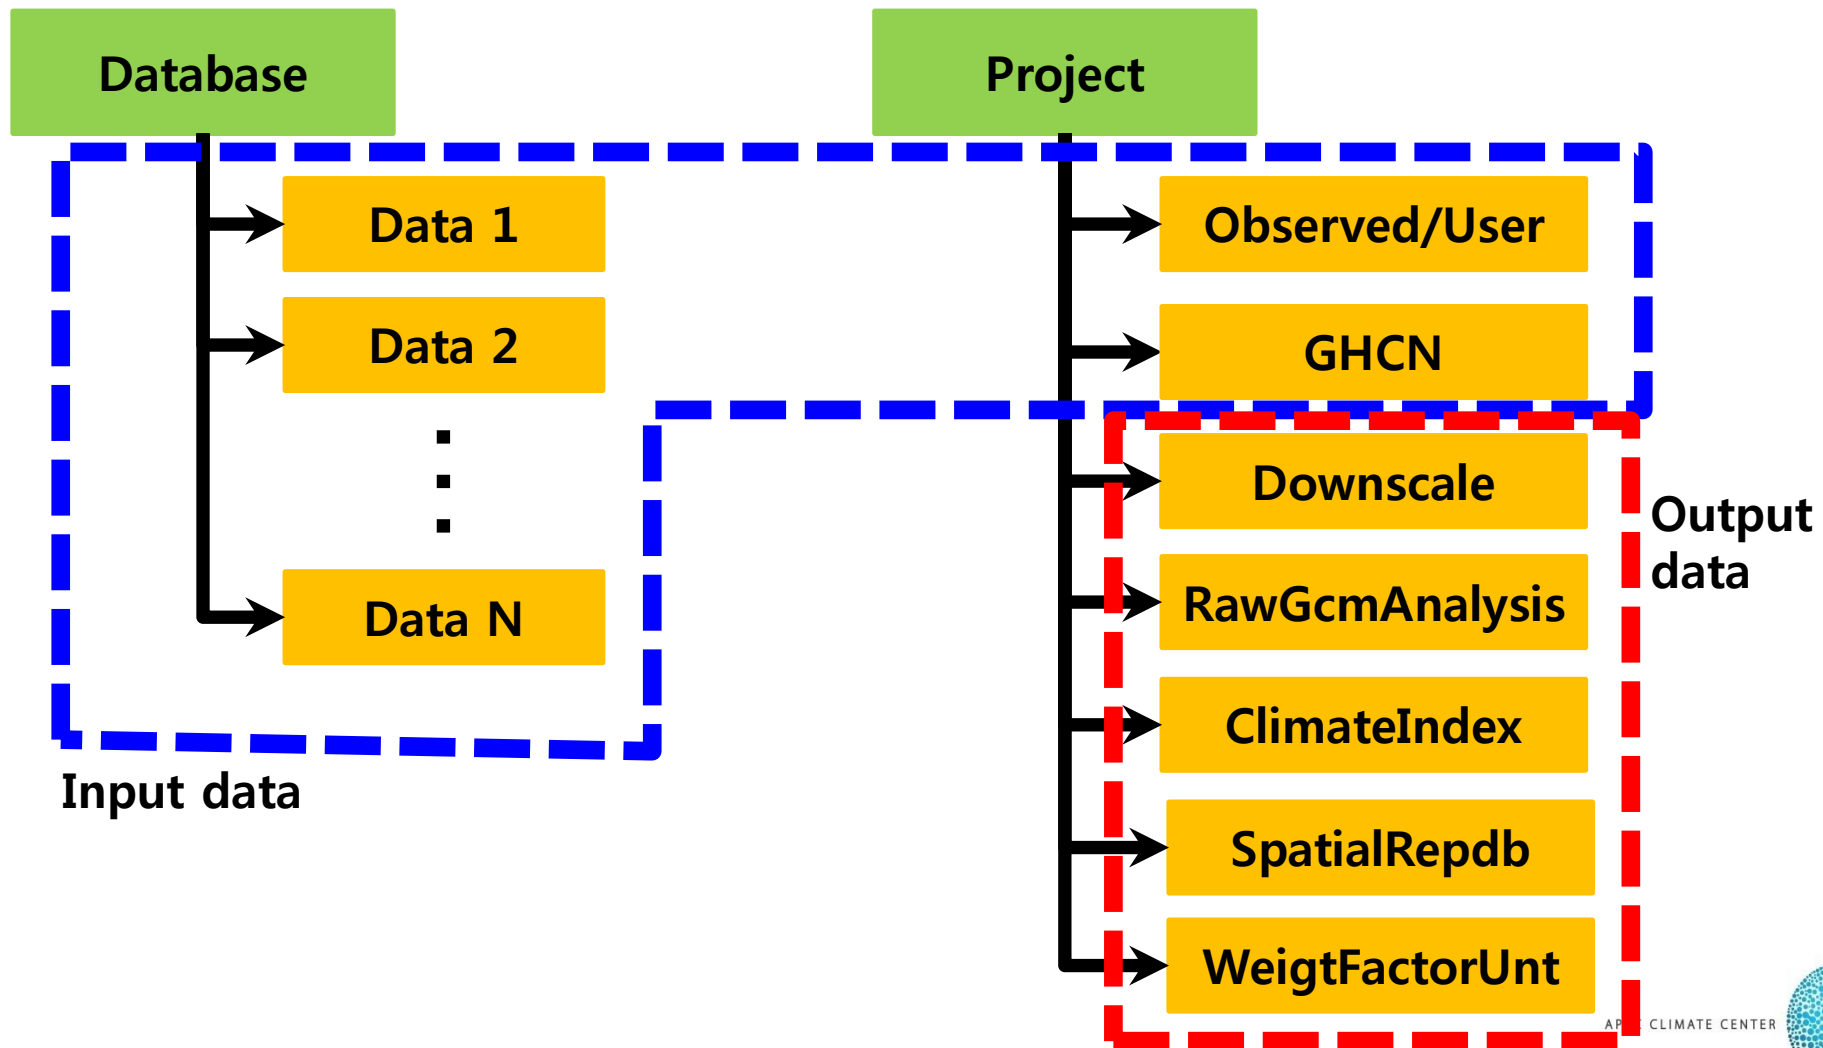 Database
Project
Data 1
Data 2
Data N
Input data
Observed/User
GHCN
Downscale
RawGcmAnalysis
ClimateIndex
SpatialRepdb
WeigtFactorUnt
Output
data
CLIMATE CENTER